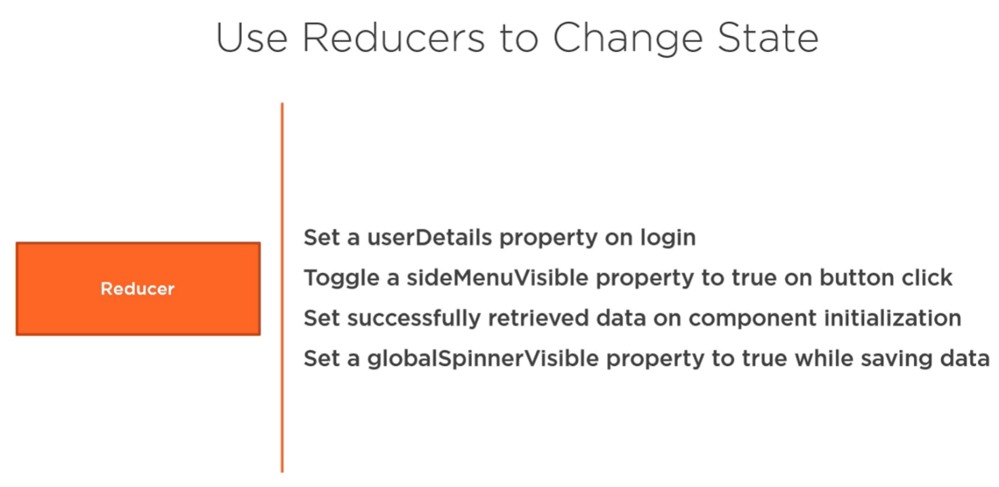 Use Reducers to Change State
Reducer
Set a userDetails property on login
Toggle a sideMenuVisible property to true on button click
Set successfully retrieved data on component initialization
Set a globalSpinnerVisible property to true while saving data